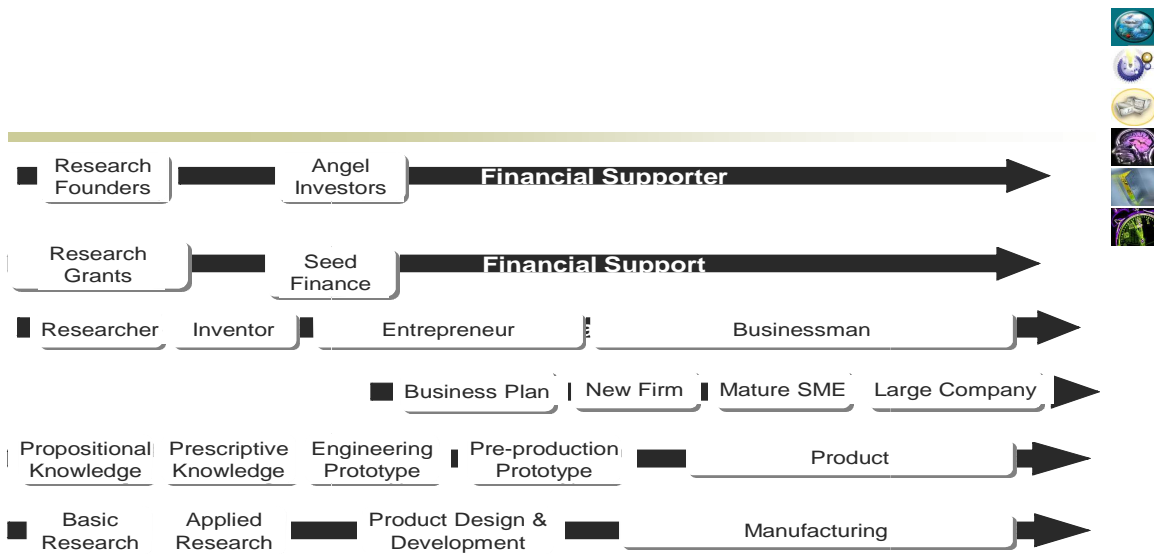 Research
Founders
Angel
Investors
Financial Supporter
Research
Grants
Seed
Finance
Financial Support
Researcher
Inventor
Entrepreneur
Businessman
Business Plan
New Firm
Mature SME
Large Company
Propositional
Knowledge
Prescriptive
Knowledge
Engineering
Prototype
Pre-production
Prototype
Product
Basic
Research
Applied
Research
Product Design &
Development
Manufacturing